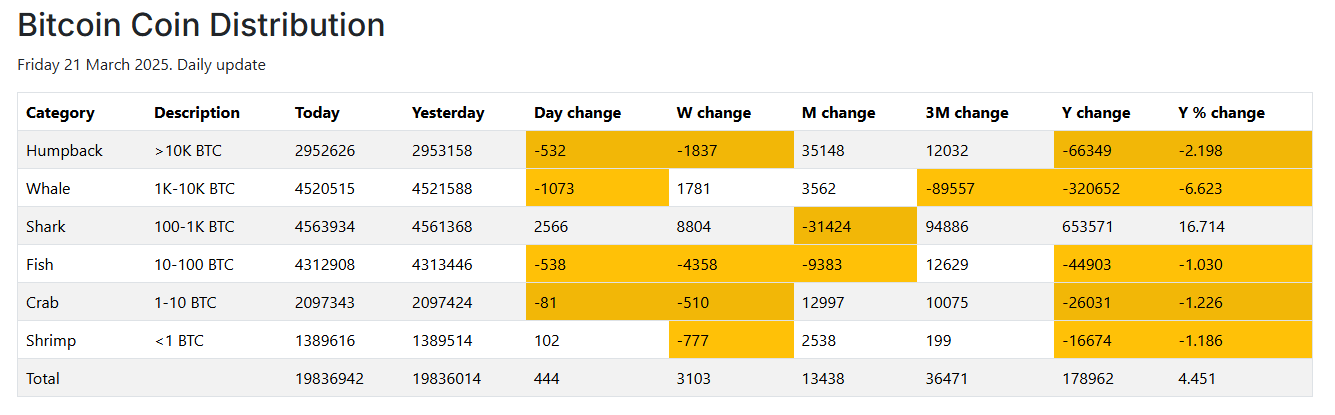 Bitcoin Coin Distribution
Friday 21 March 2025. Daily update
Category Description Today Yesterday Day change W change M change 3M change Y change Y % change
Humpback >10K BTC 2952626 2953158 -532 -1837 35148 12032 -66349 -2.198
Whale 1K-10K BTC 4520515 4521588 -1073 1781 3562 -89557 -320652 -6.623
Shark 100-1K BTC 4563934 4561368 2566 8804 -31424 94886 653571 16.714
Fish 10-100 BTC 4312908 4313446 -538 -4358 -9383 12629 -44903 -1.030
Crab 1-10 BTC 2097343 2097424 -81 -510 12997 10075 -26031 -1.226
Shrimp <1 BTC 1389616 1389514 102 -777 2538 199 -16674 -1.186
Total 19836942 19836014 444 3103 13438 36471 178962 4.451